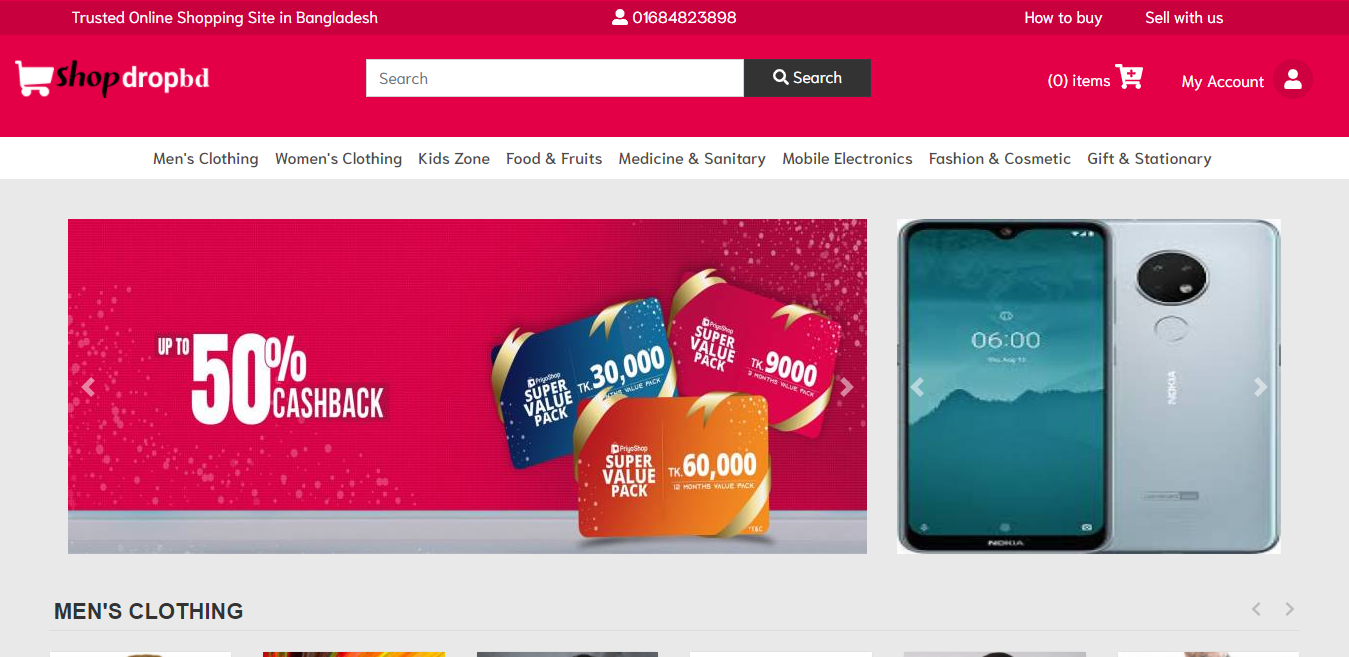 Trusted Online Shopping Site in Bangladesh
01684823898
How to buy
Sell with us
Shop dropbd
Search
Search
(0) items
My Account
Men's Clothing
Women's Clothing
Kids Zone
Food & Fruits
Medicine & Sanitary
Mobile Electronics
Fashion & Cosmetic
Gift & Stationary
UP TO 50% CASHBACK
PriyoShop
SUPER VALUE PACK
TK. 30,000
MONTHS VALUE PACK
PriyoShop
SUPER VALUE PACK
TK. 9000
3 MONTHS VALUE PACK
PriyoShop
SUPER VALUE PACK
TK. 60,000
12 MONTHS VALUE PACK
*T&C
06:00
NOKIA
NOKIA
MEN'S CLOTHING